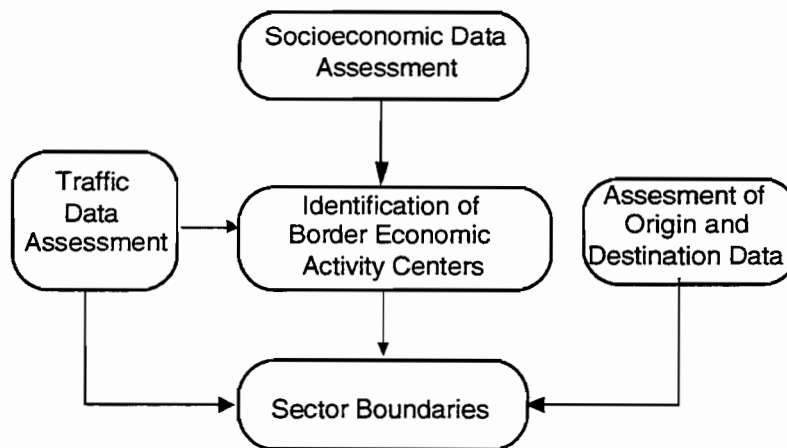 Socioeconomic Data
Assessment
Traffic
Data
Assessment
Identification of
Border Economic
Activity Centers
Assesment of
Origin and
Destination Data
Sector Boundaries